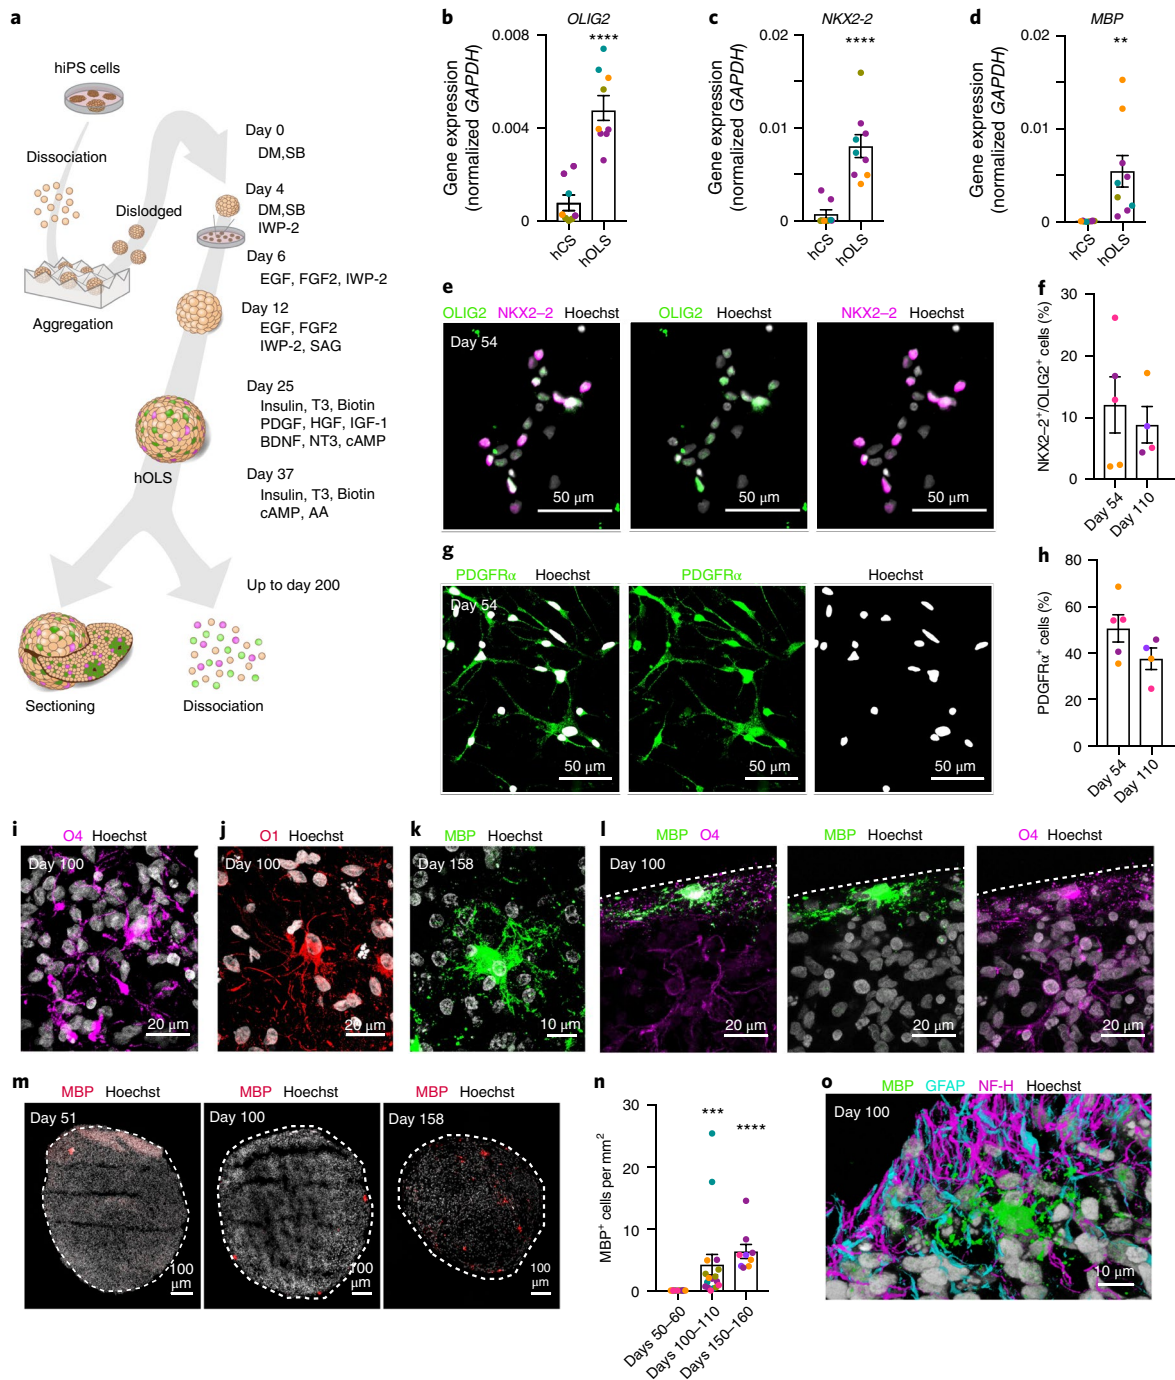 a
hiPS cells
Dissociation
Dislodged
Aggregation
Day 0
DM,SB
Day 4
DM,SB
IWP-2
Day 6
EGF, FGF2, IWP-2
Day 12
EGF, FGF2
IWP-2, SAG
Day 25
Insulin, T3, Biotin
PDGF, HGF, IGF-1
BDNF, NT3, cAMP
hOLS
Day 37
Insulin, T3, Biotin
cAMP, AA
Up to day 200
Sectioning
Dissociation
b
OLIG2
Gene expression
(normalized GAPDH)
0.008
0.004
0
****
hCS
hOLS
c
NKX2-2
Gene expression
(normalized GAPDH)
0.02
0.01
0
****
hCS
hOLS
d
MBP
Gene expression
(normalized GAPDH)
0.02
0.01
0
**
hCS
hOLS
e
OLIG2 NKX2–2 Hoechst
Day 54
50 μm
OLIG2 Hoechst
50 μm
NKX2–2 Hoechst
50 μm
f
NKX2–2+/OLIG2+ cells (%)
30
20
10
0
Day 54
Day 110
g
PDGFRα Hoechst
Day 54
50 μm
PDGFRα
50 μm
Hoechst
50 μm
h
PDGFRα+ cells (%)
80
60
40
20
0
Day 54
Day 110
i
O4 Hoechst
Day 100
20 μm
j
O1 Hoechst
Day 100
20 μm
k
MBP Hoechst
Day 158
10 μm
l
MBP O4
Day 100
20 μm
MBP Hoechst
20 μm
O4 Hoechst
20 μm
m
MBP Hoechst
Day 51
100
μm
MBP Hoechst
Day 100
100
μm
MBP Hoechst
Day 158
100
μm
n
MBP+ cells per mm2
30
20
10
0
***
****
Days 50–60
Days 100–110
Days 150–160
o
MBP GFAP NF-H Hoechst
Day 100
10 μm